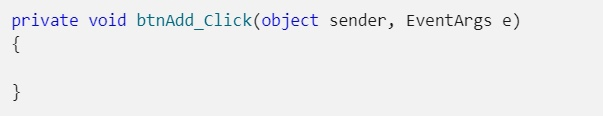 private void btnAdd_Click(object sender, EventArgs e)
{
}